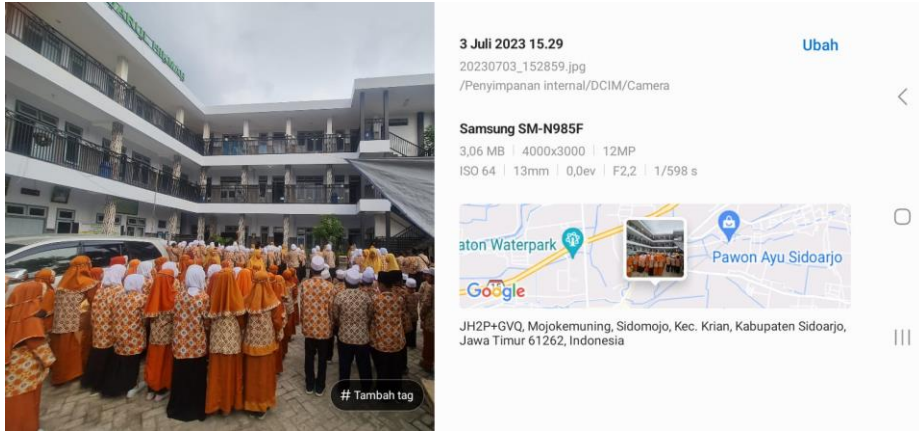 3 Juli 2023 15.29
Ubah
20230703_152859.jpg
/Penyimpanan internal/DCIM/Camera
Samsung SM-N985F
3,06 MB | 4000x3000 | 12MP
ISO 64 | 13mm | 0,0ev | F2,2 | 1/598 s
aton Waterpark
Pawon Ayu Sidoarjo
Google
JH2P+GVQ, Mojokemuning, Sidomojo, Kec. Krian, Kabupaten Sidoarjo,
Jawa Timur 61262, Indonesia
# Tambah tag